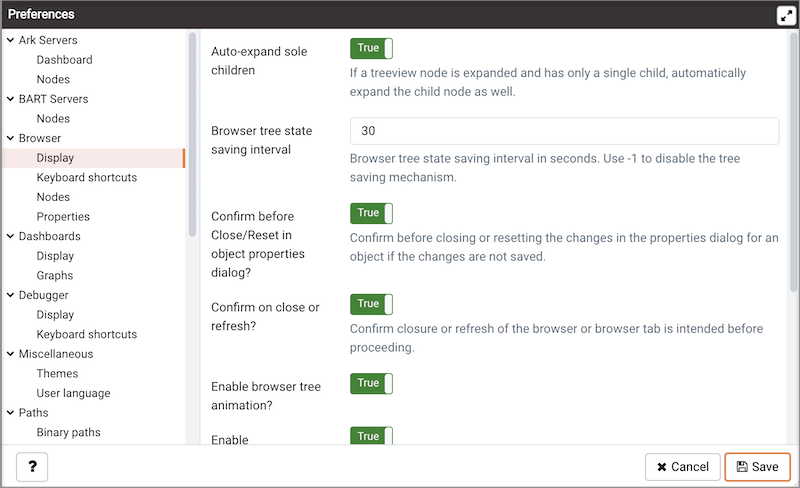 Preferences
Ark Servers
Dashboard
Nodes
BART Servers
Nodes
Browser
Display
Keyboard shortcuts
Nodes
Properties
Dashboards
Display
Graphs
Debugger
Display
Keyboard shortcuts
Miscellaneous
Themes
User language
Paths
Binary paths
Auto-expand sole
children
True
If a treeview node is expanded and has only a single child, automatically
expand the child node as well.
Browser tree state
saving interval
30
Browser tree state saving interval in seconds. Use -1 to disable the tree
saving mechanism.
Confirm before
Close/Reset in
object properties
dialog?
True
Confirm before closing or resetting the changes in the properties dialog for an
object if the changes are not saved.
Confirm on close or
refresh?
True
Confirm closure or refresh of the browser or browser tab is intended before
proceeding.
Enable browser tree
animation?
True
Enable
True
?
Cancel
Save